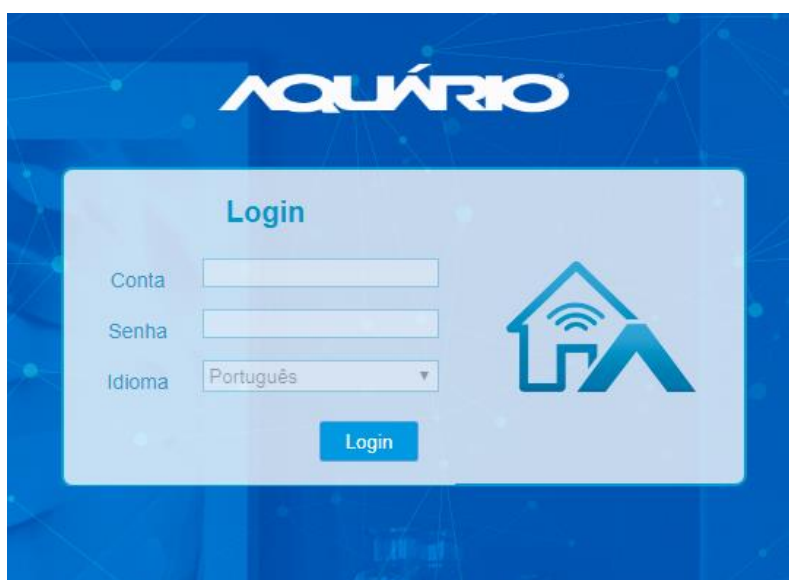 AQUÁRIO
Login
Conta
Senha
Idioma Português
Login